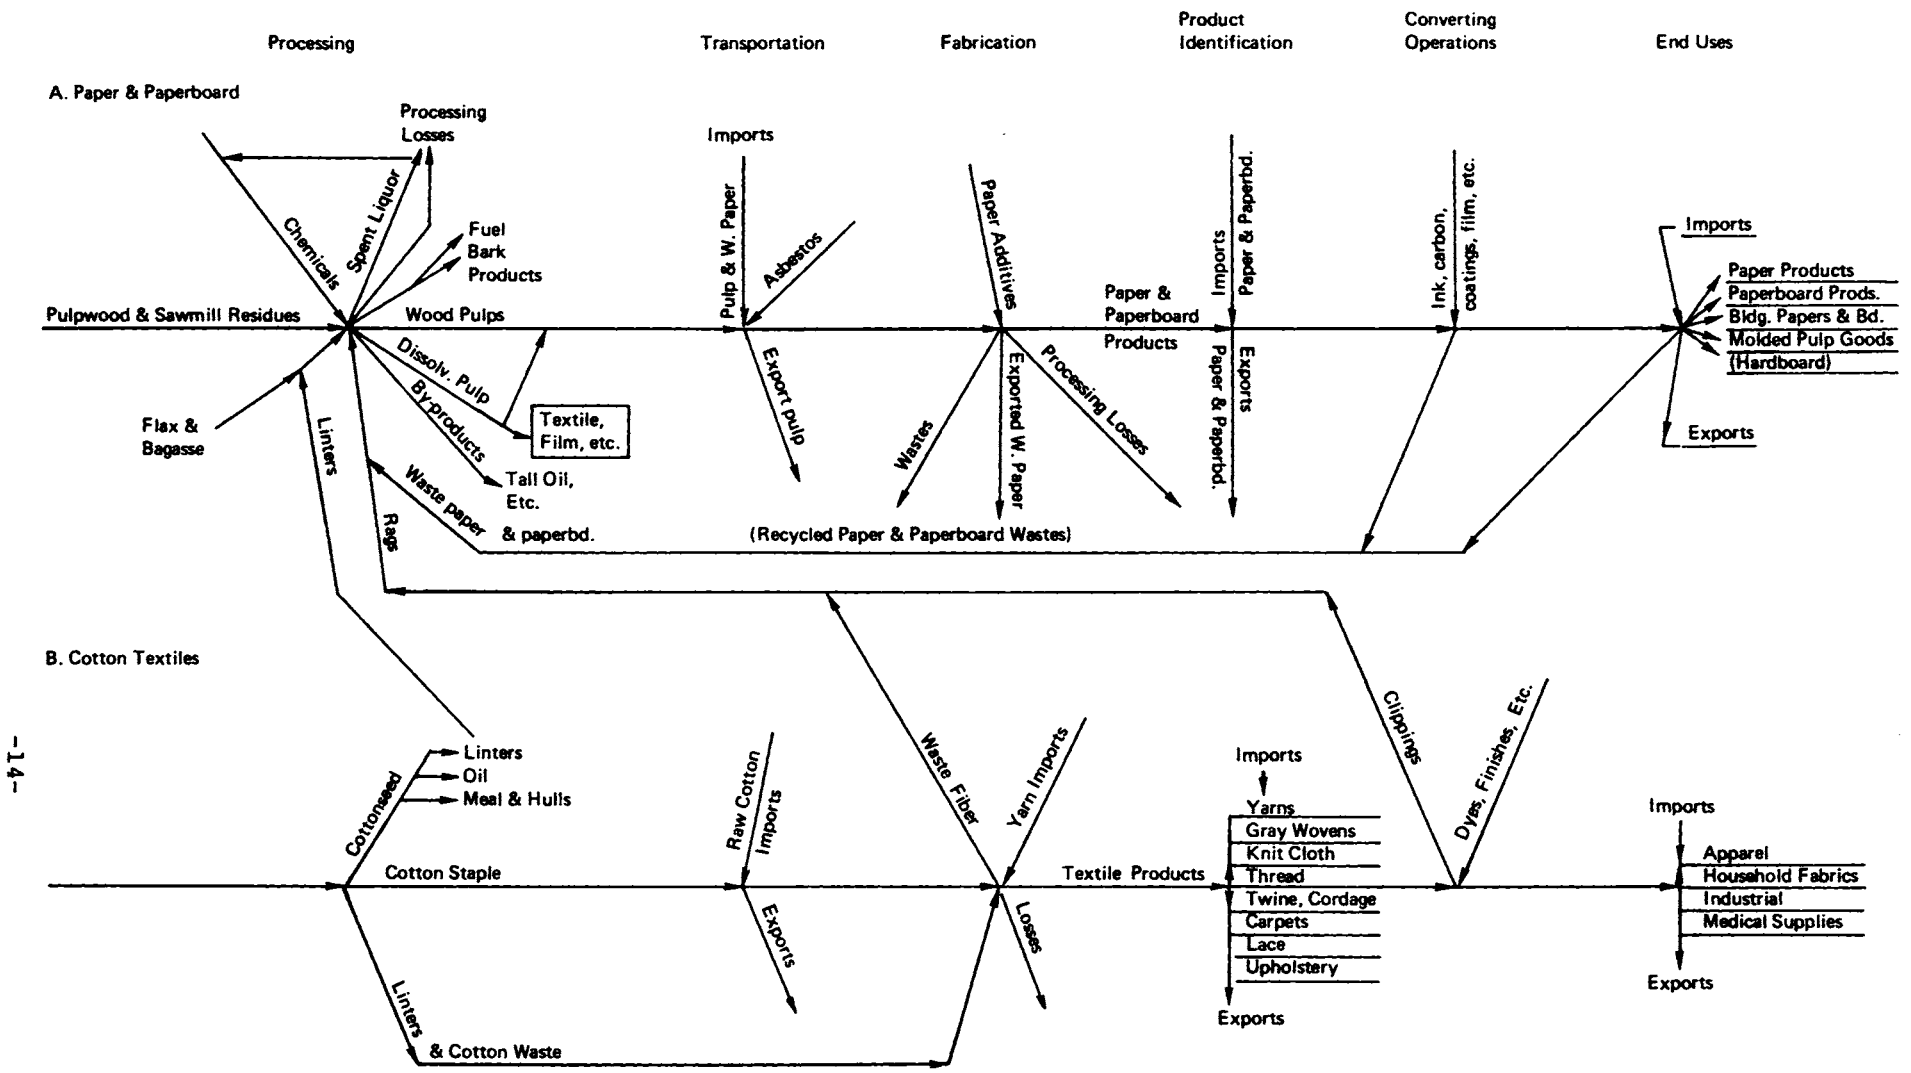 Processing
Transportation
Fabrication
Product
Identification
Converting
Operations
End Uses
A. Paper & Paperboard
Processing
Losses
Chemicals
Spent Liquor
Fuel
Bark
Products
Pulpwood & Sawmill Residues
Wood Pulps
Flax &
Bagasse
Linters
Dissolv. Pulp
By-products
Textile,
Film, etc.
Tall Oil,
Etc.
Rags
Waste paper
& paperbd.
(Recycled Paper & Paperboard Wastes)
Imports
Pulp & W. Paper
Asbestos
Export pulp
Paper Additives
Wastes
Exported W. Paper
Processing Losses
Paper &
Paperboard
Products
Imports
Paper & Paperbd.
Exports
Paper & Paperbd.
Ink, carbon,
coatings, film, etc.
Imports
Paper Products
Paperboard Prods.
Bldg. Papers & Bd.
Molded Pulp Goods
(Hardboard)
Exports
B. Cotton Textiles
Cottonseed
Linters
Oil
Meal & Hulls
Cotton Staple
Linters
& Cotton Waste
Raw Cotton
Imports
Exports
Waste Fiber
Yarn Imports
Losses
Textile Products
Imports
Yarns
Gray Wovens
Knit Cloth
Thread
Twine, Cordage
Carpets
Lace
Upholstery
Exports
Clippings
Dyes, Finishes, Etc.
Imports
Apparel
Household Fabrics
Industrial
Medical Supplies
Exports
-14-